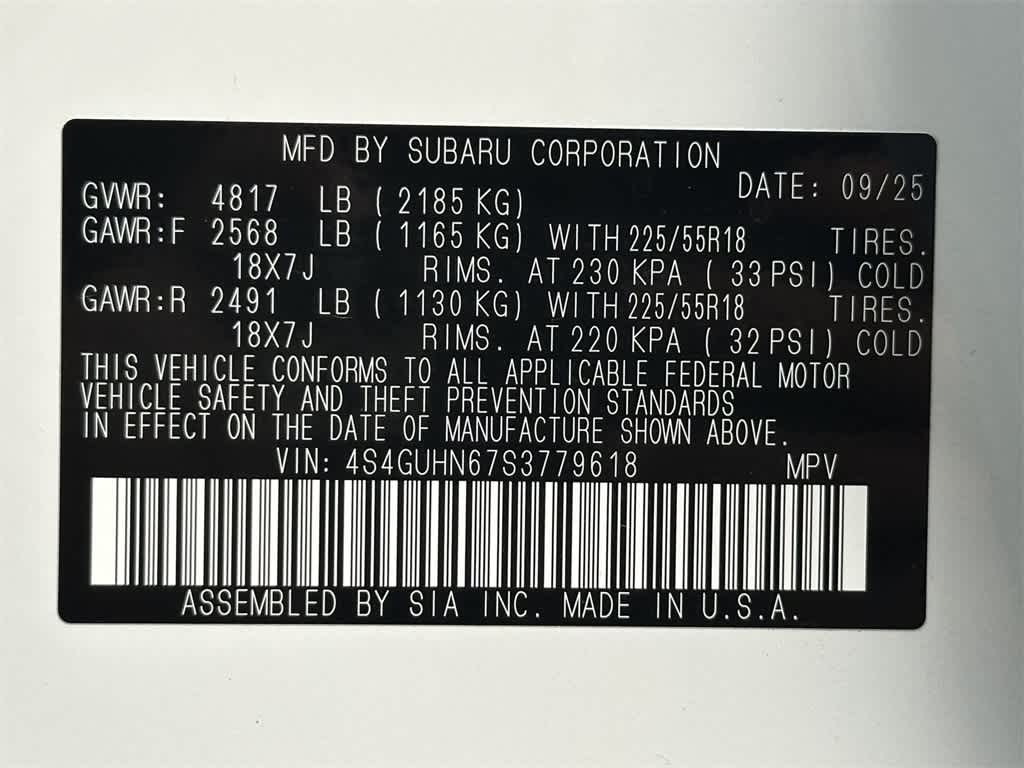 MFD BY SUBARU CORPORATION
DATE: 09/25
GVWR: 4817 LB ( 2185 KG)
GAWR:F 2568 LB ( 1165 KG) WITH 225/55R18 TIRES.
18X7J RIMS. AT 230 KPA ( 33 PSI) COLD
GAWR:R 2491 LB ( 1130 KG) WITH 225/55R18 TIRES.
18X7J RIMS. AT 220 KPA ( 32 PSI) COLD
THIS VEHICLE CONFORMS TO ALL APPLICABLE FEDERAL MOTOR
VEHICLE SAFETY AND THEFT PREVENTION STANDARDS
IN EFFECT ON THE DATE OF MANUFACTURE SHOWN ABOVE.
VIN: 4S4GUHN67S3779618 MPV
ASSEMBLED BY SIA INC. MADE IN U.S.A.